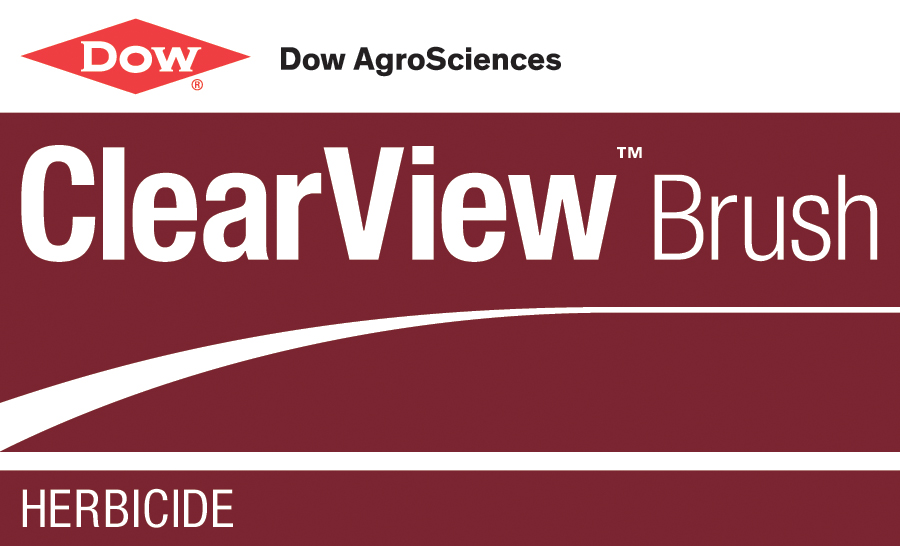 DOW®
Dow AgroSciences
ClearView™ Brush
HERBICIDE